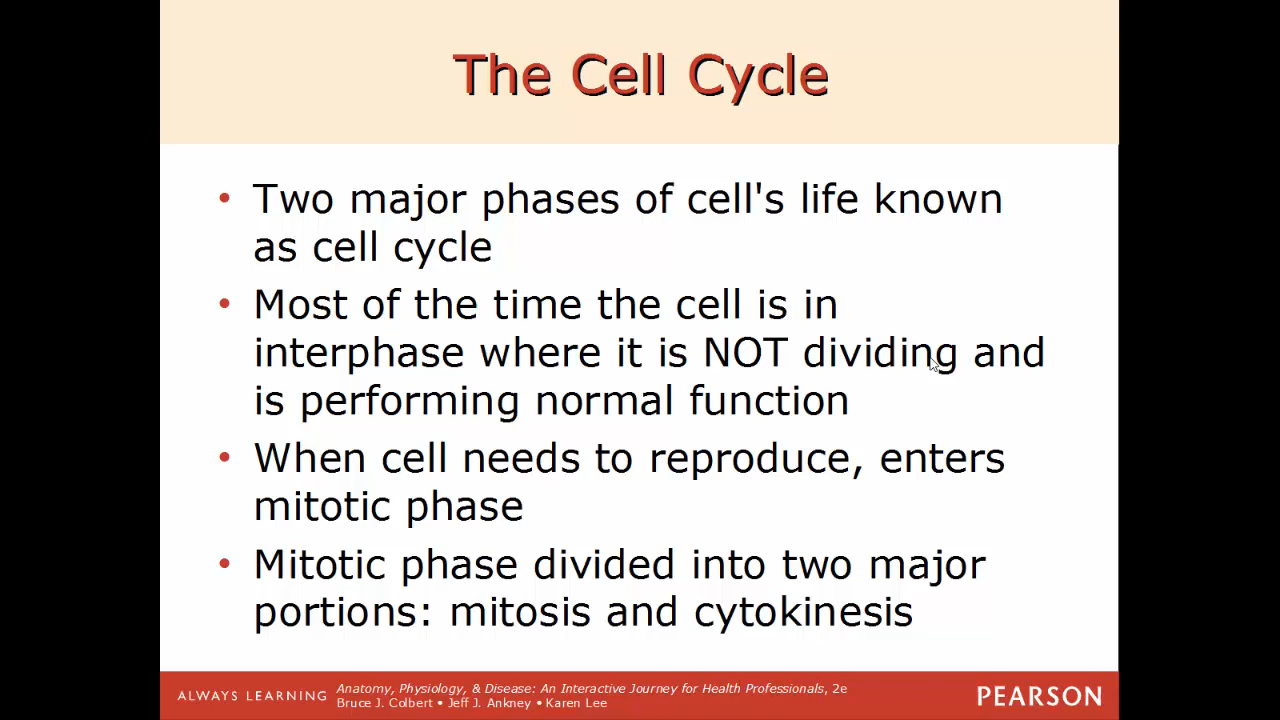 The Cell Cycle
• Two major phases of cell's life known
as cell cycle
• Most of the time the cell is in
interphase where it is NOT dividing and
is performing normal function
• When cell needs to reproduce, enters
mitotic phase
• Mitotic phase divided into two major
portions: mitosis and cytokinesis
ALWAYS LEARNING
Anatomy, Physiology, & Disease: An Interactive Journey for Health Professionals, 2e
Bruce J. Colbert • Jeff J. Ankney • Karen Lee
PEARSON